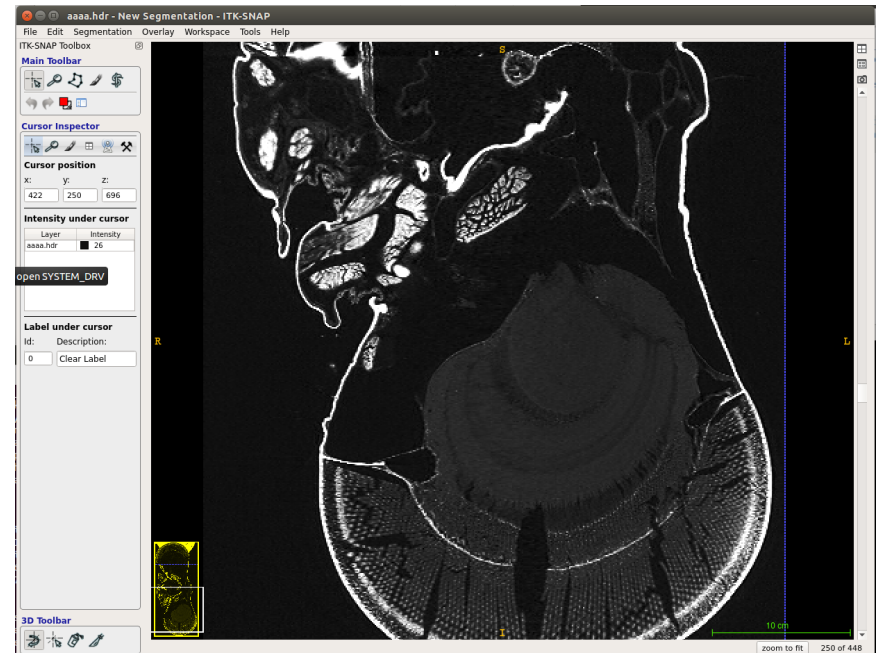 aaaa.hdr - New Segmentation - ITK-SNAP
File Edit Segmentation Overlay Workspace Tools Help
ITK-SNAP Toolbox
Main Toolbar
Cursor Inspector
Cursor position
x: y: z:
422 250 696
Intensity under cursor
Layer Intensity
aaaa.hdr 26
open SYSTEM_DRV
Label under cursor
Id: Description:
0 Clear Label
3D Toolbar
S
R
L
I
10 cm
zoom to fit 250 of 448